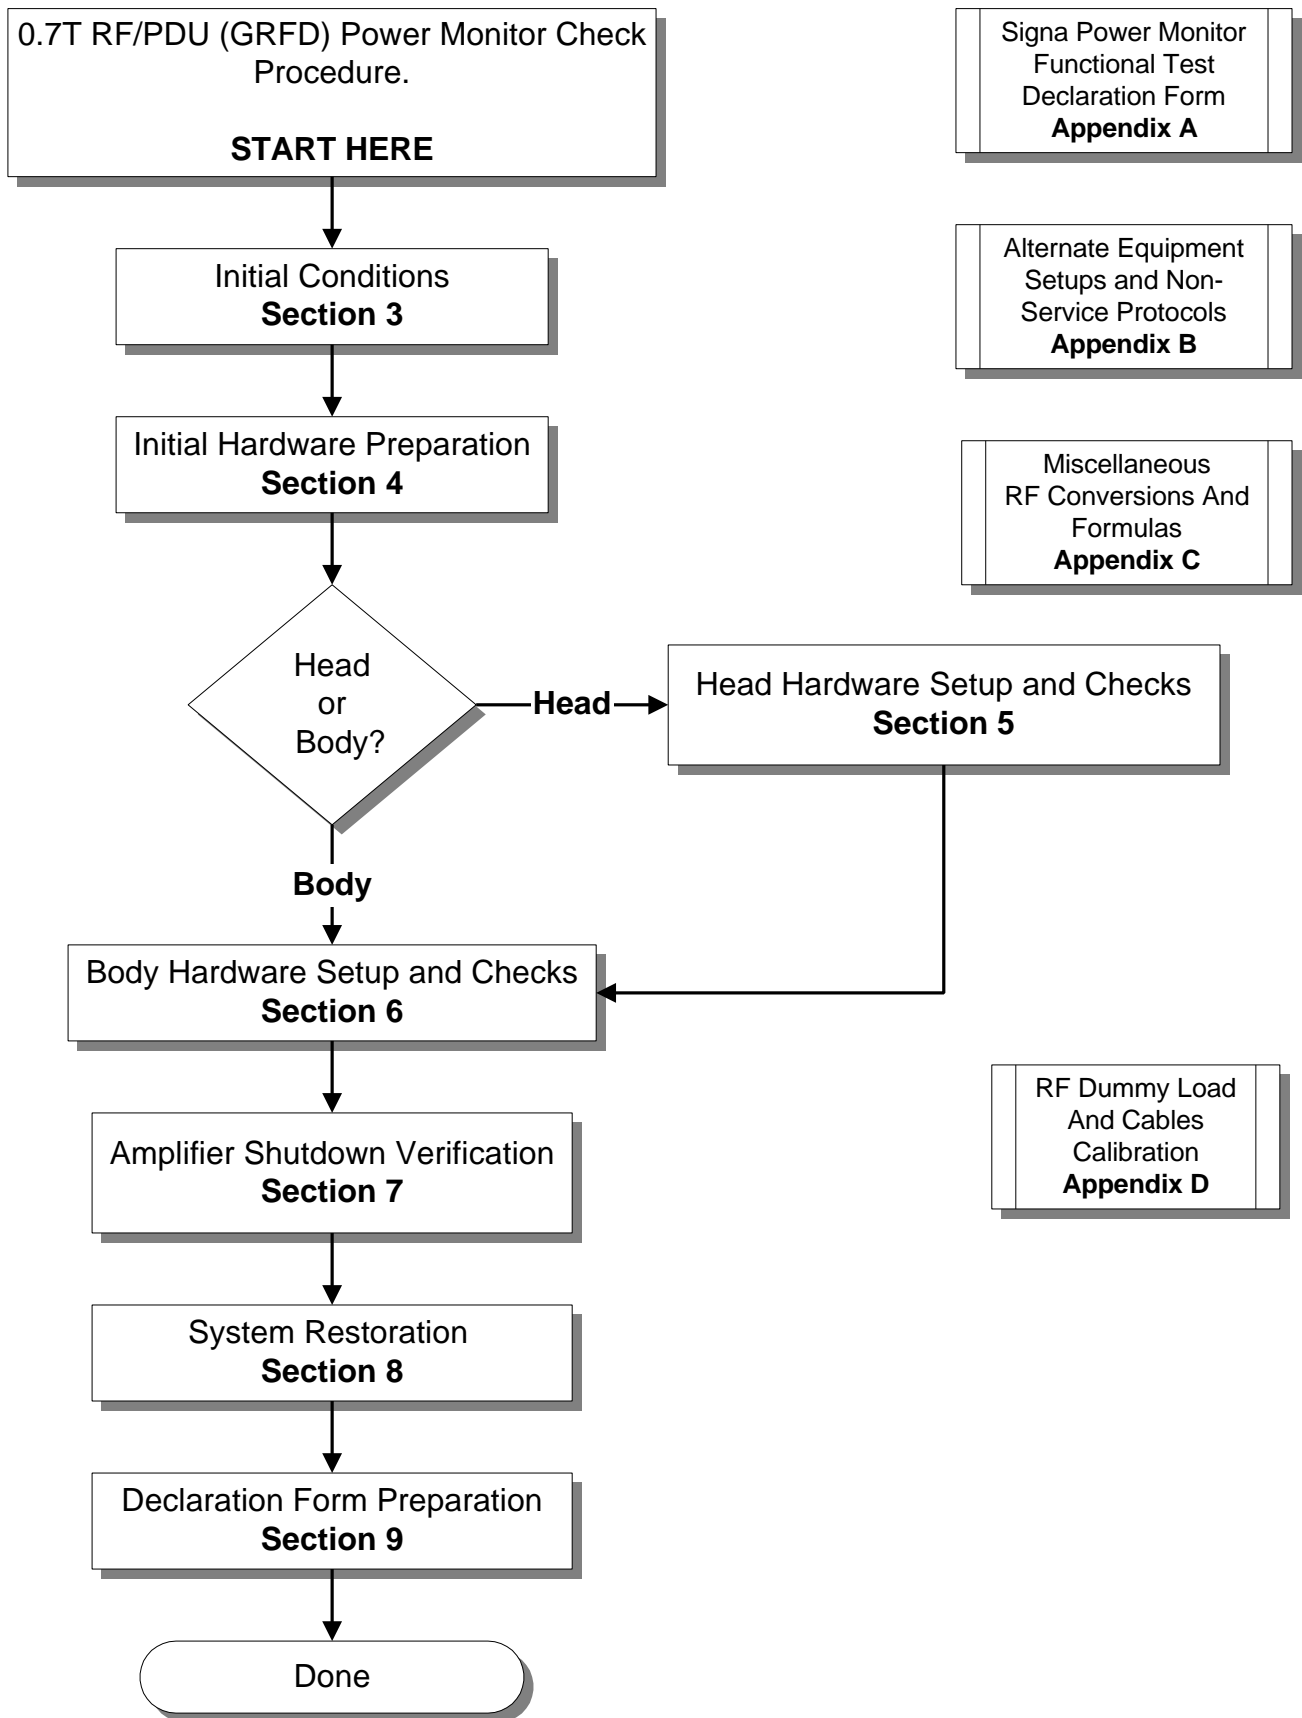 0.7T RF/PDU (GRFD) Power Monitor Check
Procedure.
START HERE
Initial Conditions
Section 3
Initial Hardware Preparation
Section 4
Head
or
Body?
Head
Head Hardware Setup and Checks
Section 5
Body
Body Hardware Setup and Checks
Section 6
Amplifier Shutdown Verification
Section 7
System Restoration
Section 8
Declaration Form Preparation
Section 9
Done
Signa Power Monitor
Functional Test
Declaration Form
Appendix A
Alternate Equipment
Setups and Non-
Service Protocols
Appendix B
Miscellaneous
RF Conversions And
Formulas
Appendix C
RF Dummy Load
And Cables
Calibration
Appendix D